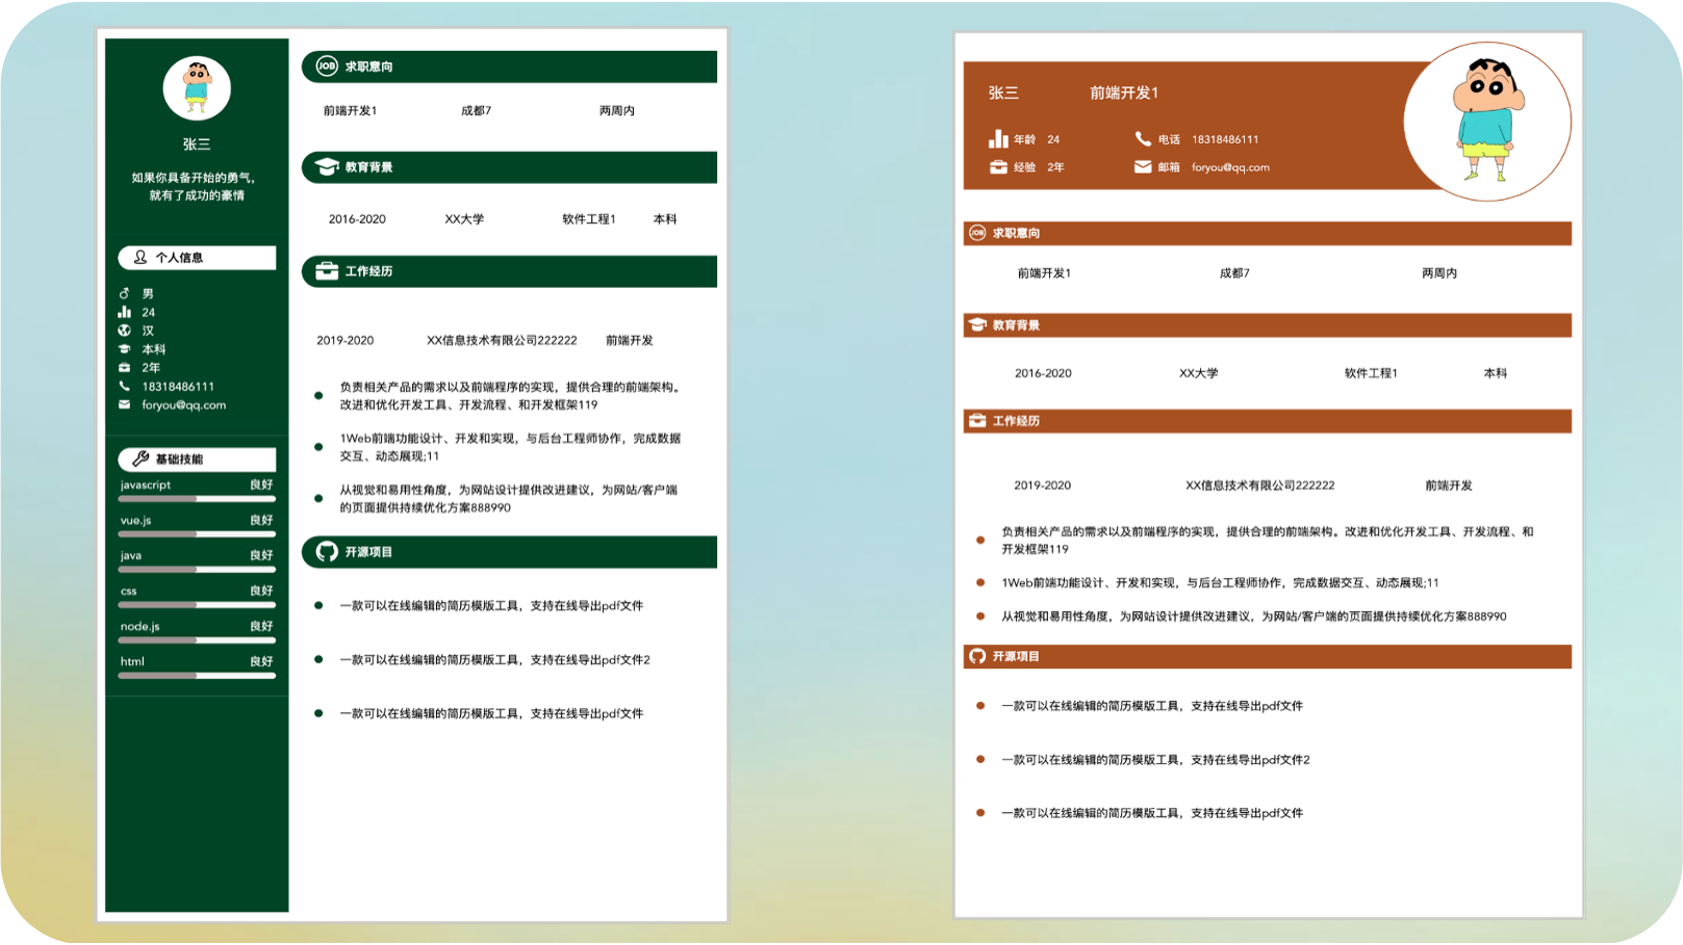 张三
如果你具备开始的勇气，
就有了成功的豪情
个人信息
男
24
汉
本科
2年
18318486111
foryou@qq.com
基础技能
javascript 良好
vue.js 良好
java 良好
css 良好
node.js 良好
html 良好
JOB 求职意向
前端开发1 成都7 两周内
教育背景
2016-2020 XX大学 软件工程1 本科
工作经历
2019-2020 XX信息技术有限公司222222 前端开发
负责相关产品的需求以及前端程序的实现，提供合理的前端架构。
改进和优化开发工具、开发流程、和开发框架119
1Web前端功能设计、开发和实现，与后台工程师协作，完成数据
交互、动态展现;11
从视觉和易用性角度，为网站设计提供改进建议，为网站/客户端
的页面提供持续优化方案888990
开源项目
一款可以在线编辑的简历模版工具，支持在线导出pdf文件
一款可以在线编辑的简历模版工具，支持在线导出pdf文件2
一款可以在线编辑的简历模版工具，支持在线导出pdf文件
张三 前端开发1
年龄 24 电话 18318486111
经验 2年 邮箱 foryou@qq.com
JOB 求职意向
前端开发1 成都7 两周内
教育背景
2016-2020 XX大学 软件工程1 本科
工作经历
2019-2020 XX信息技术有限公司222222 前端开发
负责相关产品的需求以及前端程序的实现，提供合理的前端架构。改进和优化开发工具、开发流程、和
开发框架119
1Web前端功能设计、开发和实现，与后台工程师协作，完成数据交互、动态展现;11
从视觉和易用性角度，为网站设计提供改进建议，为网站/客户端的页面提供持续优化方案888990
开源项目
一款可以在线编辑的简历模版工具，支持在线导出pdf文件
一款可以在线编辑的简历模版工具，支持在线导出pdf文件2
一款可以在线编辑的简历模版工具，支持在线导出pdf文件